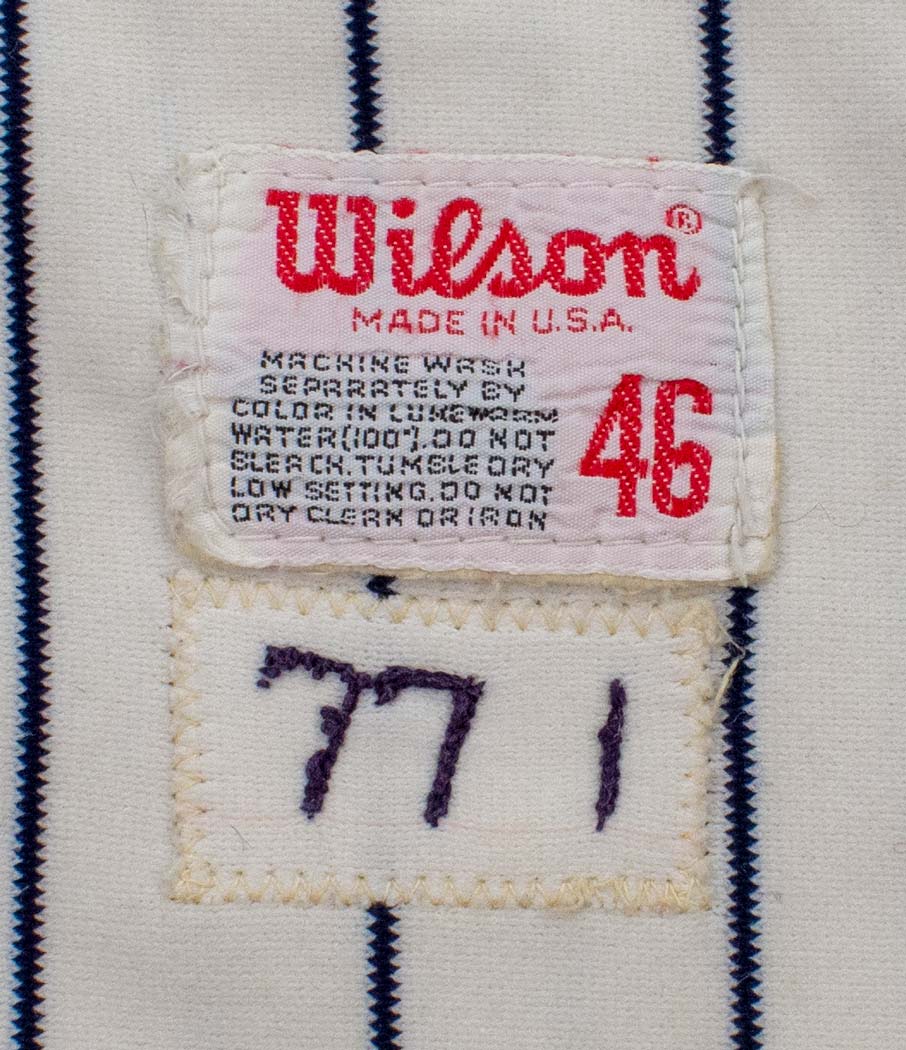 Wilson®
MADE IN U.S.A.
MACHINE WASH
SEPARATELY BY
COLOR IN LUKEWARM
WATER(100°).DO NOT
BLEACH.TUMBLE DRY
LOW SETTING.DO NOT
DRY CLEAN OR IRON
46
77 1